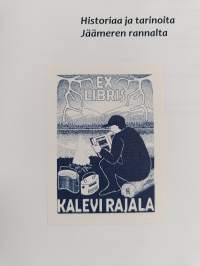 Historiaa ja tarinoita
Jäämeren rannalta
EX
LIBRIS
KALEVI RAJALA